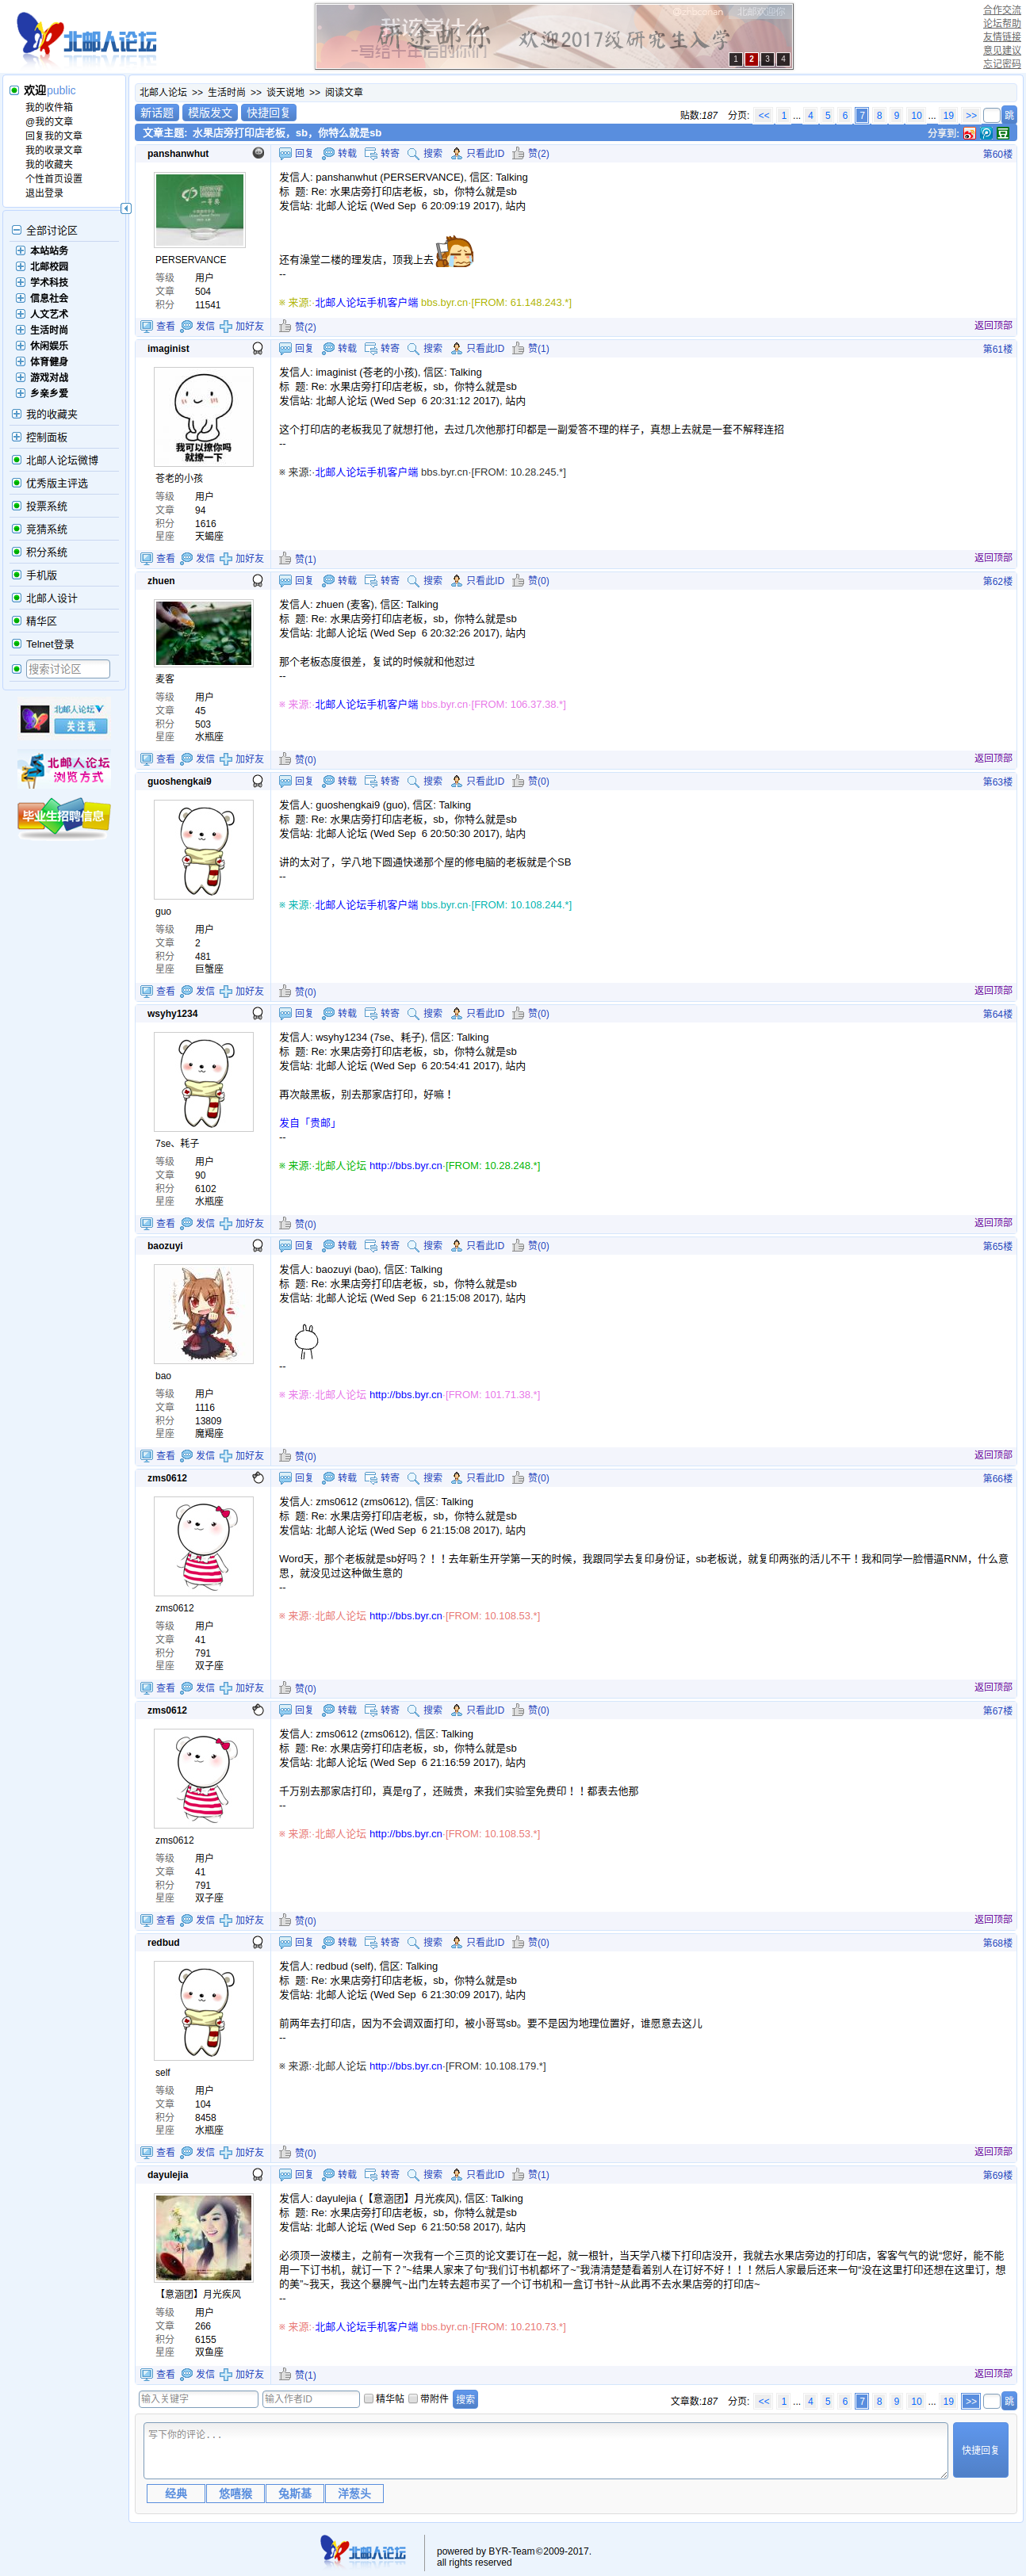 北邮人论坛
研途邮你 欢迎2017级研究生入学
1 2 3 4
合作交流
论坛帮助
友情链接
意见建议
忘记密码
欢迎public
我的收件箱
@我的文章
回复我的文章
我的收录文章
我的收藏夹
个性首页设置
退出登录
全部讨论区
本站站务
北邮校园
学术科技
信息社会
人文艺术
生活时尚
休闲娱乐
体育健身
游戏对战
乡亲乡爱
我的收藏夹
控制面板
北邮人论坛微博
优秀版主评选
投票系统
竞猜系统
积分系统
手机版
北邮人设计
精华区
Telnet登录
搜索讨论区
北邮人论坛
关注我
北邮人论坛
浏览方式
毕业生招聘信息
北邮人论坛 >> 生活时尚 >> 谈天说地 >> 阅读文章
新话题 模版发文 快捷回复
贴数:187 分页: << 1 ... 4 5 6 7 8 9 10 ... 19 >> 跳
文章主题: 水果店旁打印店老板，sb，你特么就是sb
分享到:
panshanwhut
回复 转载 转寄 搜索 只看此ID 赞(2)
第60楼
PERSERVANCE
等级 用户
文章 504
积分 11541
发信人: panshanwhut (PERSERVANCE), 信区: Talking
标 题: Re: 水果店旁打印店老板，sb，你特么就是sb
发信站: 北邮人论坛 (Wed Sep 6 20:09:19 2017), 站内
还有澡堂二楼的理发店，顶我上去
--
※ 来源:·北邮人论坛手机客户端 bbs.byr.cn·[FROM: 61.148.243.*]
查看 发信 加好友 赞(2)
返回顶部
imaginist
回复 转载 转寄 搜索 只看此ID 赞(1)
第61楼
我可以撩你吗
就撩一下
苍老的小孩
等级 用户
文章 94
积分 1616
星座 天蝎座
发信人: imaginist (苍老的小孩), 信区: Talking
标 题: Re: 水果店旁打印店老板，sb，你特么就是sb
发信站: 北邮人论坛 (Wed Sep 6 20:31:12 2017), 站内
这个打印店的老板我见了就想打他，去过几次他那打印都是一副爱答不理的样子，真想上去就是一套不解释连招
--
※ 来源:·北邮人论坛手机客户端 bbs.byr.cn·[FROM: 10.28.245.*]
查看 发信 加好友 赞(1)
返回顶部
zhuen
回复 转载 转寄 搜索 只看此ID 赞(0)
第62楼
麦客
等级 用户
文章 45
积分 503
星座 水瓶座
发信人: zhuen (麦客), 信区: Talking
标 题: Re: 水果店旁打印店老板，sb，你特么就是sb
发信站: 北邮人论坛 (Wed Sep 6 20:32:26 2017), 站内
那个老板态度很差，复试的时候就和他怼过
--
※ 来源:·北邮人论坛手机客户端 bbs.byr.cn·[FROM: 106.37.38.*]
查看 发信 加好友 赞(0)
返回顶部
guoshengkai9
回复 转载 转寄 搜索 只看此ID 赞(0)
第63楼
guo
等级 用户
文章 2
积分 481
星座 巨蟹座
发信人: guoshengkai9 (guo), 信区: Talking
标 题: Re: 水果店旁打印店老板，sb，你特么就是sb
发信站: 北邮人论坛 (Wed Sep 6 20:50:30 2017), 站内
讲的太对了，学八地下圆通快递那个屋的修电脑的老板就是个SB
--
※ 来源:·北邮人论坛手机客户端 bbs.byr.cn·[FROM: 10.108.244.*]
查看 发信 加好友 赞(0)
返回顶部
wsyhy1234
回复 转载 转寄 搜索 只看此ID 赞(0)
第64楼
7se、耗子
等级 用户
文章 90
积分 6102
星座 水瓶座
发信人: wsyhy1234 (7se、耗子), 信区: Talking
标 题: Re: 水果店旁打印店老板，sb，你特么就是sb
发信站: 北邮人论坛 (Wed Sep 6 20:54:41 2017), 站内
再次敲黑板，别去那家店打印，好嘛！
发自「贵邮」
--
※ 来源:·北邮人论坛 http://bbs.byr.cn·[FROM: 10.28.248.*]
查看 发信 加好友 赞(0)
返回顶部
baozuyi
回复 转载 转寄 搜索 只看此ID 赞(0)
第65楼
bao
等级 用户
文章 1116
积分 13809
星座 魔羯座
发信人: baozuyi (bao), 信区: Talking
标 题: Re: 水果店旁打印店老板，sb，你特么就是sb
发信站: 北邮人论坛 (Wed Sep 6 21:15:08 2017), 站内
--
※ 来源:·北邮人论坛 http://bbs.byr.cn·[FROM: 101.71.38.*]
查看 发信 加好友 赞(0)
返回顶部
zms0612
回复 转载 转寄 搜索 只看此ID 赞(0)
第66楼
zms0612
等级 用户
文章 41
积分 791
星座 双子座
发信人: zms0612 (zms0612), 信区: Talking
标 题: Re: 水果店旁打印店老板，sb，你特么就是sb
发信站: 北邮人论坛 (Wed Sep 6 21:15:08 2017), 站内
Word天，那个老板就是sb好吗？！！去年新生开学第一天的时候，我跟同学去复印身份证，sb老板说，就复印两张的活儿不干！我和同学一脸懵逼RNM，什么意
思，就没见过这种做生意的
--
※ 来源:·北邮人论坛 http://bbs.byr.cn·[FROM: 10.108.53.*]
查看 发信 加好友 赞(0)
返回顶部
zms0612
回复 转载 转寄 搜索 只看此ID 赞(0)
第67楼
zms0612
等级 用户
文章 41
积分 791
星座 双子座
发信人: zms0612 (zms0612), 信区: Talking
标 题: Re: 水果店旁打印店老板，sb，你特么就是sb
发信站: 北邮人论坛 (Wed Sep 6 21:16:59 2017), 站内
千万别去那家店打印，真是rg了，还贼贵，来我们实验室免费印！！都表去他那
--
※ 来源:·北邮人论坛 http://bbs.byr.cn·[FROM: 10.108.53.*]
查看 发信 加好友 赞(0)
返回顶部
redbud
回复 转载 转寄 搜索 只看此ID 赞(0)
第68楼
self
等级 用户
文章 104
积分 8458
星座 水瓶座
发信人: redbud (self), 信区: Talking
标 题: Re: 水果店旁打印店老板，sb，你特么就是sb
发信站: 北邮人论坛 (Wed Sep 6 21:30:09 2017), 站内
前两年去打印店，因为不会调双面打印，被小哥骂sb。要不是因为地理位置好，谁愿意去这儿
--
※ 来源:·北邮人论坛 http://bbs.byr.cn·[FROM: 10.108.179.*]
查看 发信 加好友 赞(0)
返回顶部
dayulejia
回复 转载 转寄 搜索 只看此ID 赞(1)
第69楼
【意涵团】月光疾风
等级 用户
文章 266
积分 6155
星座 双鱼座
发信人: dayulejia (【意涵团】月光疾风), 信区: Talking
标 题: Re: 水果店旁打印店老板，sb，你特么就是sb
发信站: 北邮人论坛 (Wed Sep 6 21:50:58 2017), 站内
必须顶一波楼主，之前有一次我有一个三页的论文要订在一起，就一根针，当天学八楼下打印店没开，我就去水果店旁边的打印店，客客气气的说“您好，能不能
用一下订书机，就订一下？”~结果人家来了句“我们订书机都坏了~”我清清楚楚看着别人在订好不好！！！然后人家最后还来一句“没在这里打印还想在这里订，想
的美”~我天，我这个暴脾气~出门左转去超市买了一个订书机和一盒订书针~从此再不去水果店旁的打印店~
--
※ 来源:·北邮人论坛手机客户端 bbs.byr.cn·[FROM: 10.210.73.*]
查看 发信 加好友 赞(1)
返回顶部
输入关键字 输入作者ID 精华帖 带附件 搜索
文章数:187 分页: << 1 ... 4 5 6 7 8 9 10 ... 19 >> 跳
写下你的评论...
快捷回复
经典 悠嘻猴 兔斯基 洋葱头
北邮人论坛
powered by BYR-Team©2009-2017.
all rights reserved